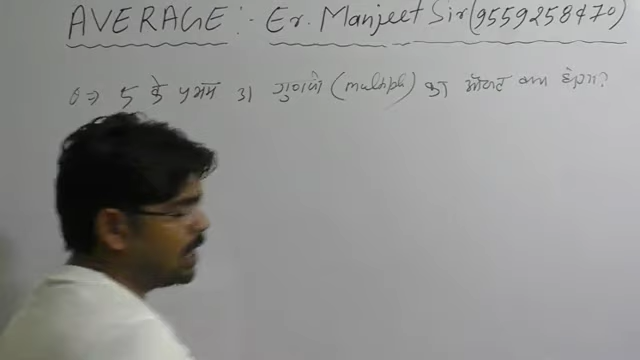 AVERAGE :- Er. Manjeet Sir (9559258470)
Q→ 5 के प्रथम 31 गुणजो (multiple) का औसत क्या होगा?